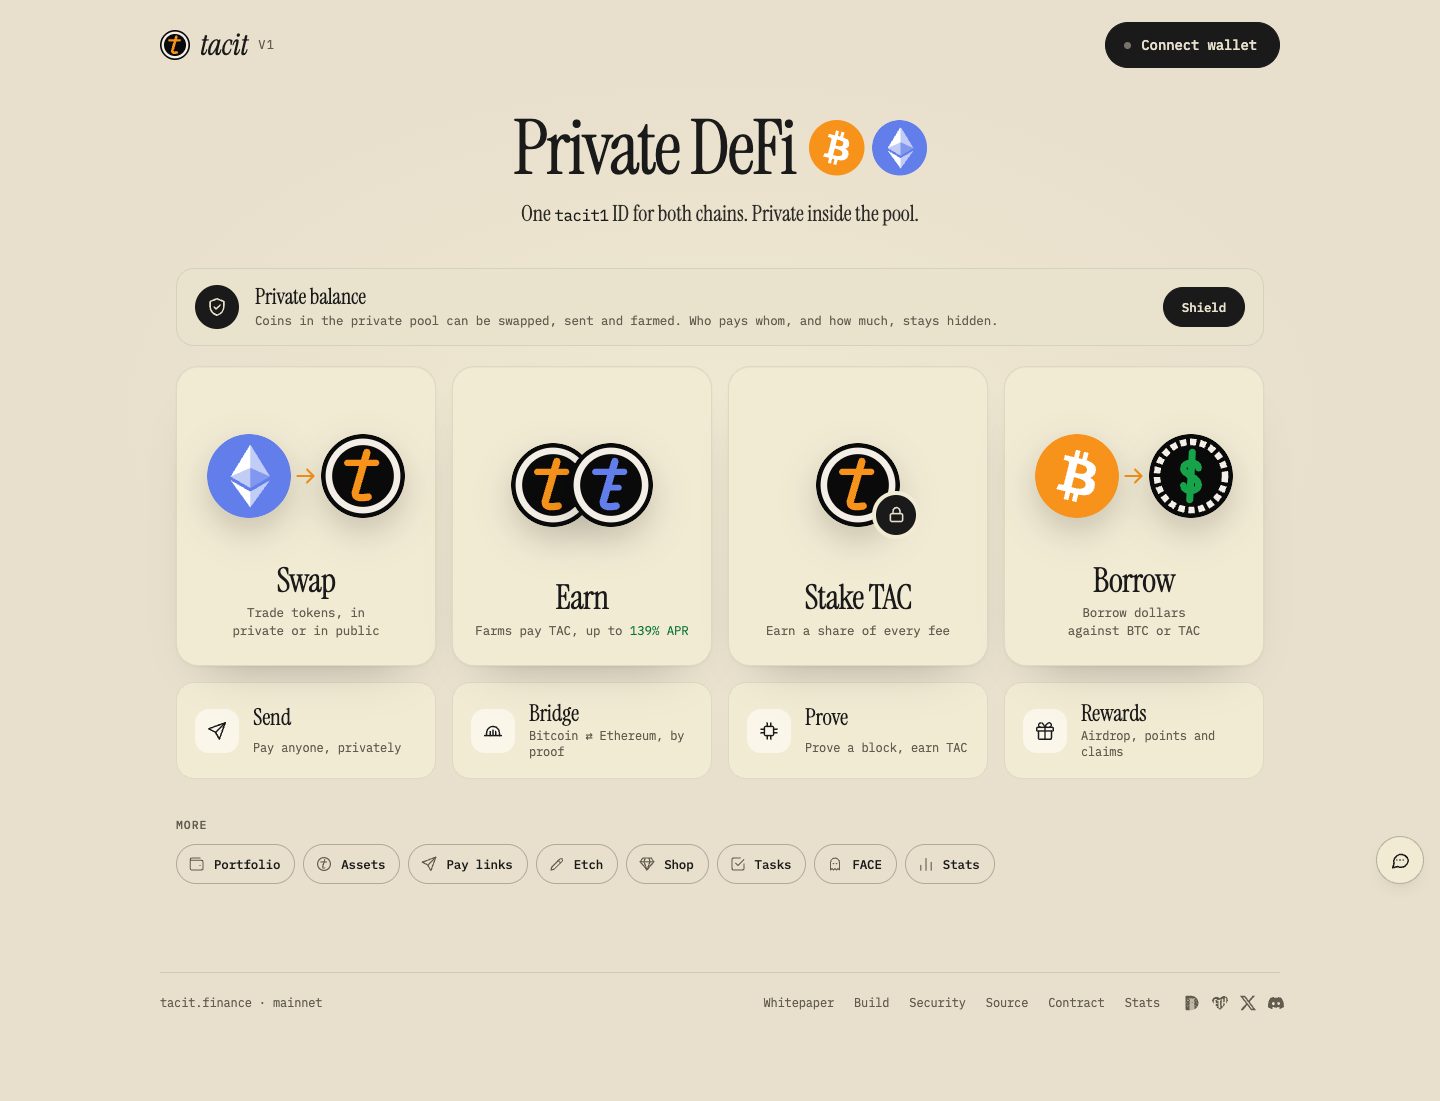 tacit V1
Connect wallet
Private DeFi
One tacit1 ID for both chains. Private inside the pool.
Private balance
Coins in the private pool can be swapped, sent and farmed. Who pays whom, and how much, stays hidden.
Shield
Swap
Trade tokens, in
private or in public
Earn
Farms pay TAC, up to 139% APR
Stake TAC
Earn a share of every fee
Borrow
Borrow dollars
against BTC or TAC
Send
Pay anyone, privately
Bridge
Bitcoin ⇄ Ethereum, by
proof
Prove
Prove a block, earn TAC
Rewards
Airdrop, points and
claims
MORE
Portfolio
Assets
Pay links
Etch
Shop
Tasks
FACE
Stats
tacit.finance · mainnet
Whitepaper
Build
Security
Source
Contract
Stats